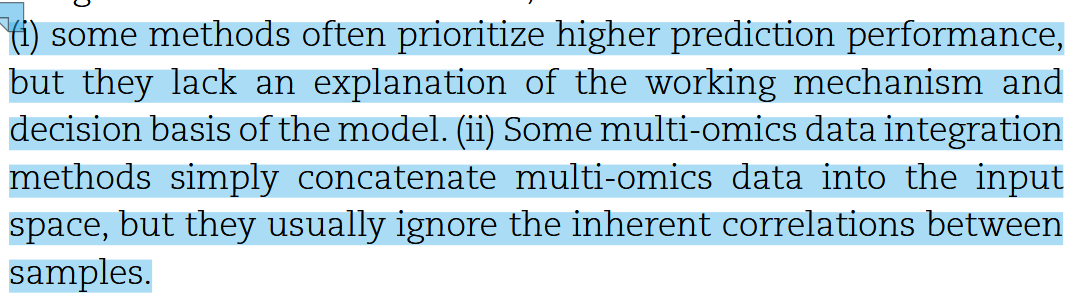 (i) some methods often prioritize higher prediction performance,
but they lack an explanation of the working mechanism and
decision basis of the model. (ii) Some multi-omics data integration
methods simply concatenate multi-omics data into the input
space, but they usually ignore the inherent correlations between
samples.